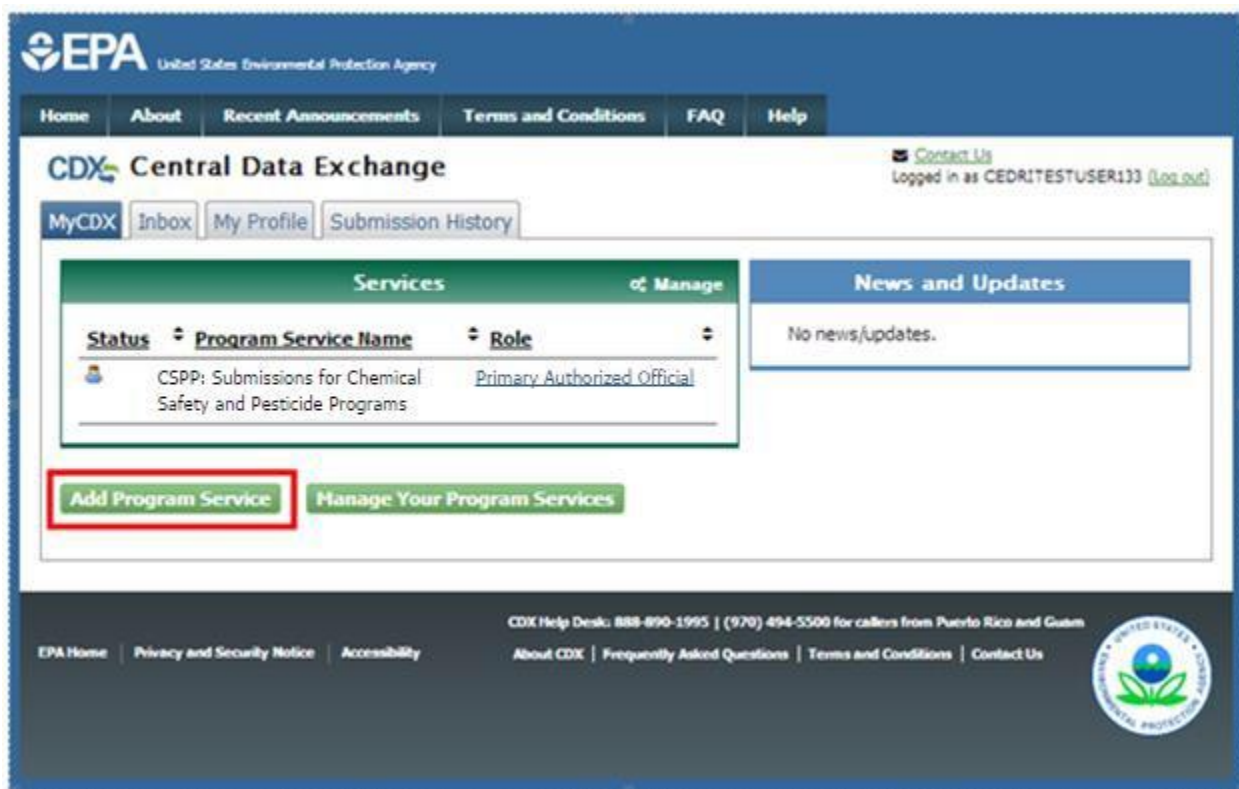 EPA United States Environmental Protection Agency
Home About Recent Announcements Terms and Conditions FAQ Help
CDX Central Data Exchange
Contact Us
Logged in as CEDRITESTUSER133 (Log out)
MyCDX Inbox My Profile Submission History
Services Manage
News and Updates
Status Program Service Name Role
No news/updates.
CSPP: Submissions for Chemical Primary Authorized Official
Safety and Pesticide Programs
Add Program Service Manage Your Program Services
CDX Help Desk: 888-890-1995 | (970) 494-5500 for callers from Puerto Rico and Guam
EPA Home | Privacy and Security Notice | Accessibility
About CDX | Frequently Asked Questions | Terms and Conditions | Contact Us
UNITED STATES ENVIRONMENTAL PROTECTION AGENCY